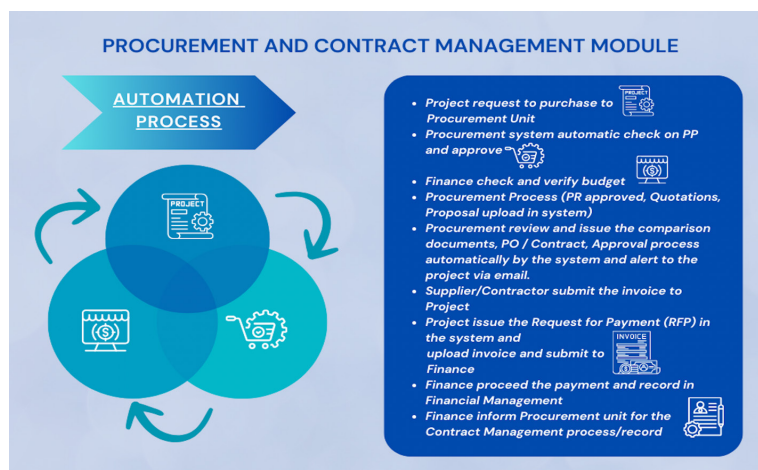 PROCUREMENT AND CONTRACT MANAGEMENT MODULE
AUTOMATION
PROCESS
PROJECT
• Project request to purchase to
Procurement Unit
PROJECT
• Procurement system automatic check on PP
and approve
• Finance check and verify budget
• Procurement Process (PR approved, Quotations,
Proposal upload in system)
• Procurement review and issue the comparison
documents, PO / Contract, Approval process
automatically by the system and alert to the
project via email.
• Supplier/Contractor submit the invoice to
Project
• Project issue the Request for Payment (RFP) in
the system and
upload invoice and submit to
Finance
INVOICE
• Finance proceed the payment and record in
Financial Management
• Finance inform Procurement unit for the
Contract Management process/record